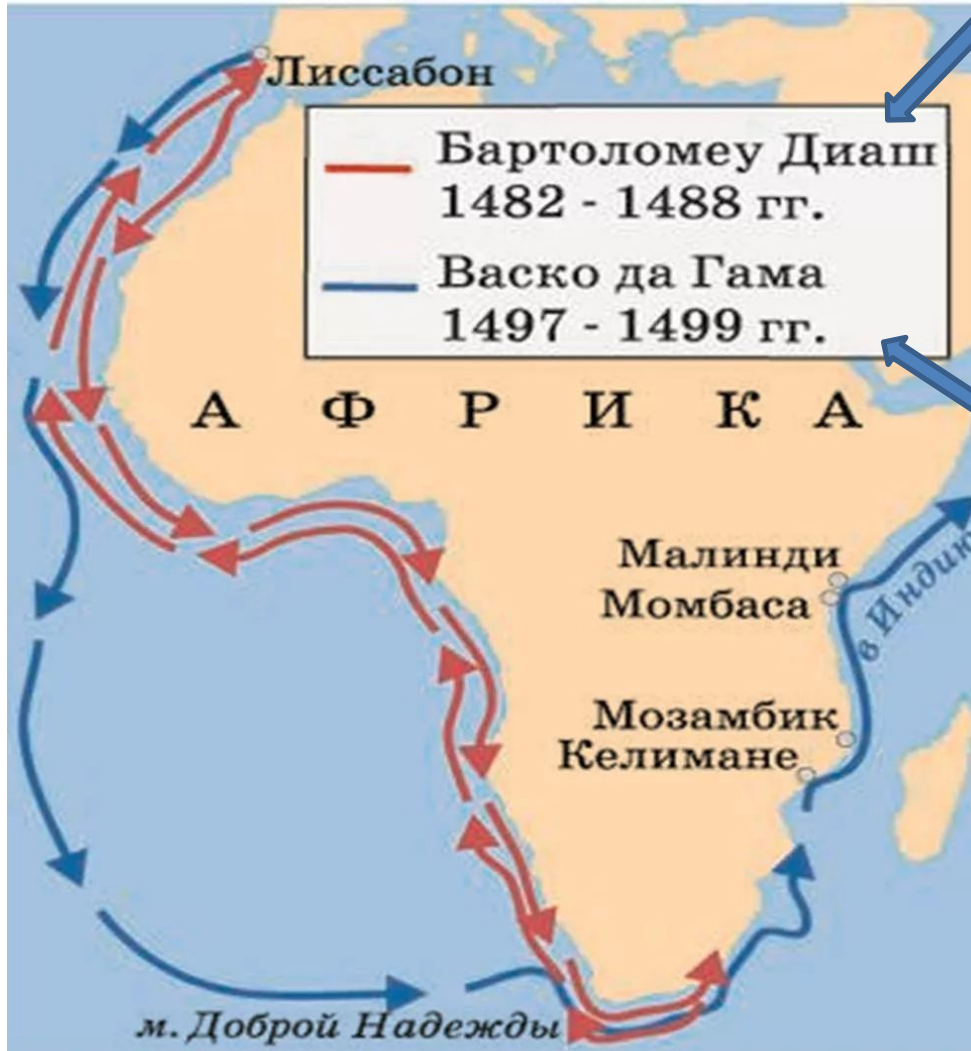 Лиссабон
Бартоломеу Диаш
1482 - 1488 гг.
Васко да Гама
1497 - 1499 гг.
АФРИКА
Малинди
Момбаса
в Индию
Мозамбик
Келимане
м. Доброй Надежды